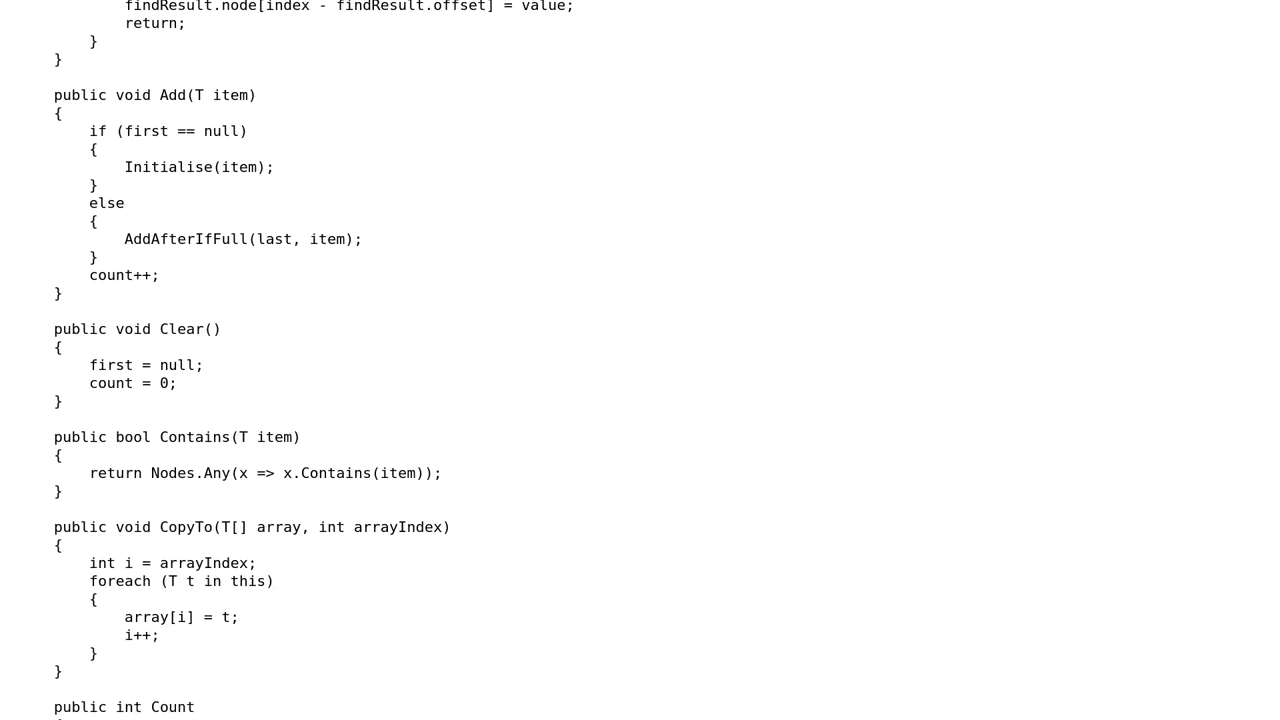 findResult.node[index - findResult.offset] = value;
return;
}
}
public void Add(T item)
{
if (first == null)
{
Initialise(item);
}
else
{
AddAfterIfFull(last, item);
}
count++;
}
public void Clear()
{
first = null;
count = 0;
}
public bool Contains(T item)
{
return Nodes.Any(x => x.Contains(item));
}
public void CopyTo(T[] array, int arrayIndex)
{
int i = arrayIndex;
foreach (T t in this)
{
array[i] = t;
i++;
}
}
public int Count
{